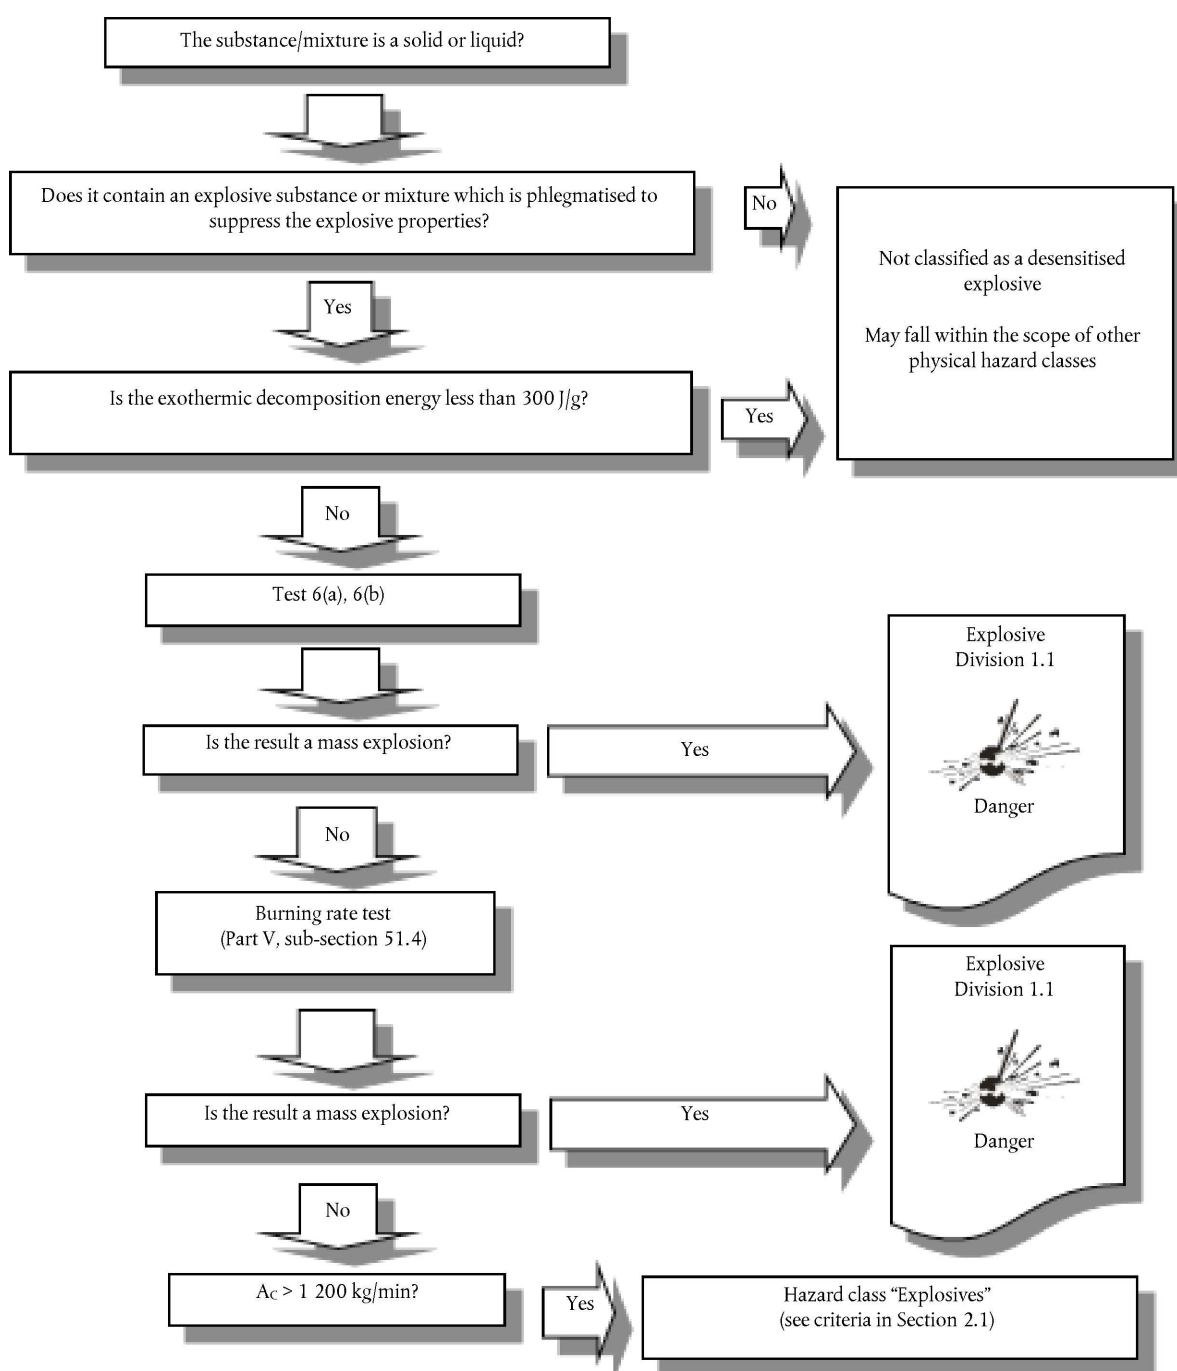 The substance/mixture is a solid or liquid?
Does it contain an explosive substance or mixture which is phlegmatised to
suppress the explosive properties?
No
Not classified as a desensitised
explosive
May fall within the scope of other
physical hazard classes
Yes
Is the exothermic decomposition energy less than 300 J/g?
Yes
No
Test 6(a), 6(b)
Explosive
Division 1.1
Danger
Is the result a mass explosion?
Yes
No
Burning rate test
(Part V, sub-section 51.4)
Explosive
Division 1.1
Danger
Is the result a mass explosion?
Yes
No
AC > 1 200 kg/min?
Yes
Hazard class “Explosives”
(see criteria in Section 2.1)